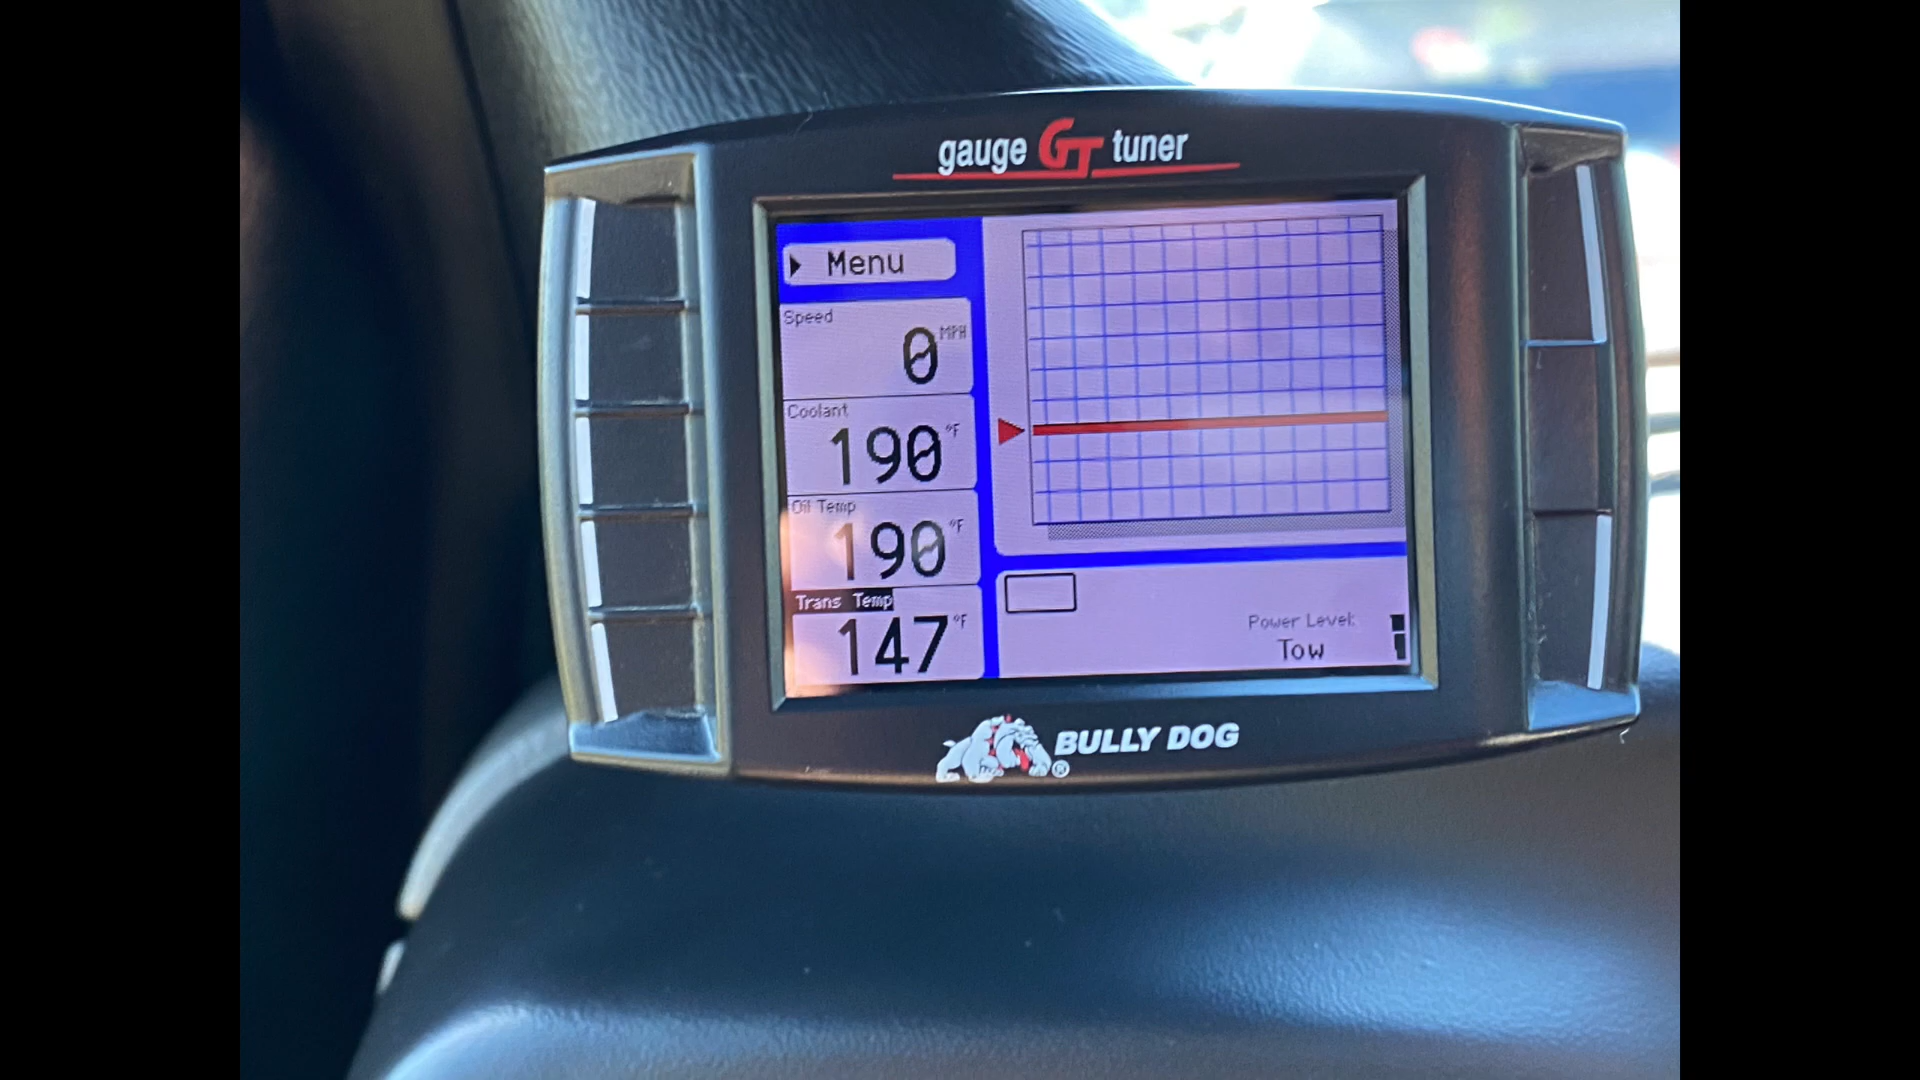 gauge GT tuner
Menu
Speed
0 MPH
Coolant
190 °F
Oil Temp
190 °F
Trans Temp
147 °F
Power Level:
Tow
BULLY DOG
®